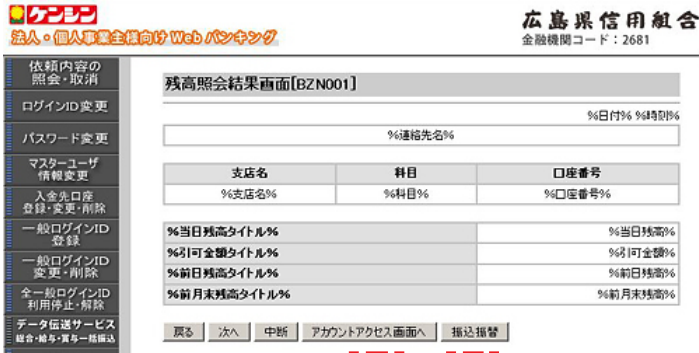 ケンシン
法人・個人事業主様向け Web バンキング
広島県信用組合
金融機関コード：2681
依頼内容の
照会・取消
ログインID変更
パスワード変更
マスターユーザ
情報変更
入金先口座
登録・変更・削除
一般ログインID
登録
一般ログインID
変更・削除
全一般ログインID
利用停止・解除
データ伝送サービス
総合・給与・賞与一括振込
残高照会結果画面[BZN001]
%日付% %時刻%
%連絡先名%
支店名 科目 口座番号
%支店名% %科目% %口座番号%
%当日残高タイトル% %当日残高%
%引可金額タイトル% %引可金額%
%前日残高タイトル% %前日残高%
%前月末残高タイトル% %前月末残高%
戻る 次へ 中断 アカウントアクセス画面へ 振込振替